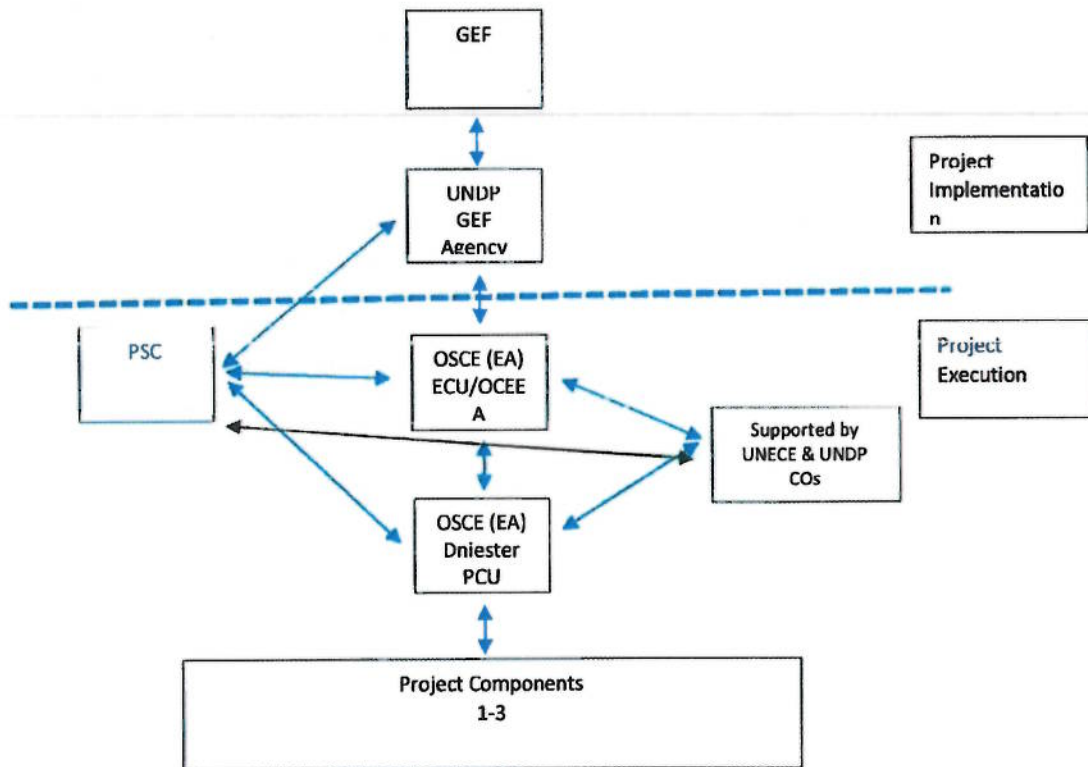 GEF
UNDP
GEF
Agency
Project
Implementatio
n
PSC
OSCE (EA)
ECU/OCEE
A
Project
Execution
Supported by
UNECE & UNDP
COs
OSCE (EA)
Dniester
PCU
Project Components
1-3